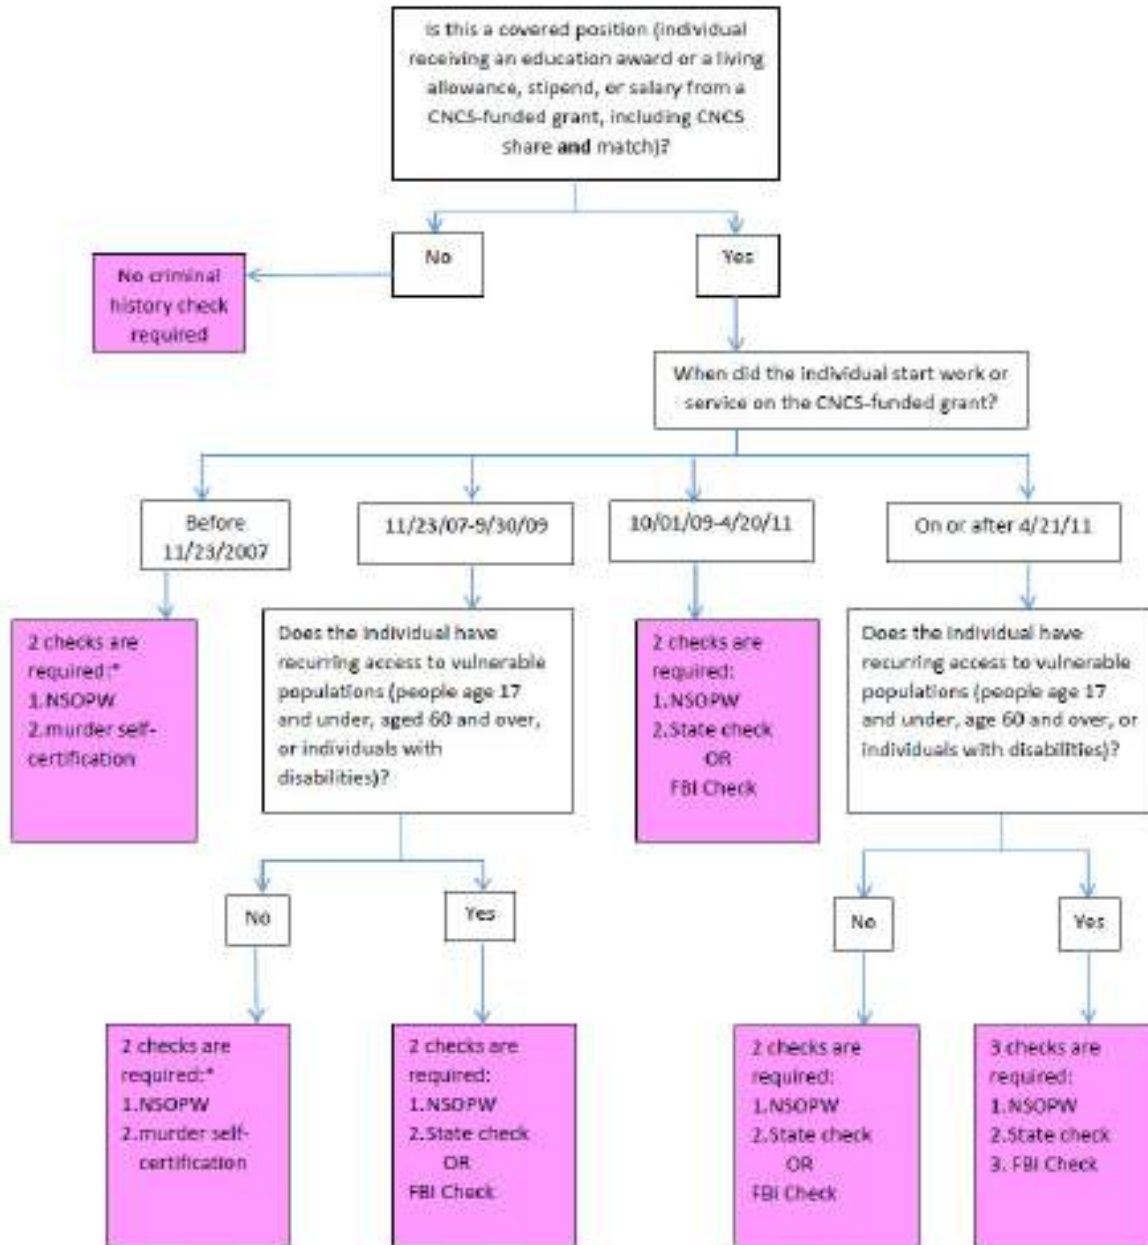 Is this a covered position (individual
receiving an education award or a living
allowance, stipend, or salary from a
CNCS-funded grant, including CNCS
share and match)?
No
Yes
No criminal
history check
required
When did the individual start work or
service on the CNCS-funded grant?
Before
11/23/2007
11/23/07-9/30/09
10/01/09-4/20/11
On or after 4/21/11
2 checks are
required:*
1.NSOPW
2.murder self-
certification
Does the individual have
recurring access to vulnerable
populations (people age 17
and under, aged 60 and over,
or individuals with
disabilities)?
2 checks are
required:
1.NSOPW
2.State check
OR
FBI Check
Does the individual have
recurring access to vulnerable
populations (people age 17
and under, age 60 and over, or
individuals with disabilities)?
No
Yes
No
Yes
2 checks are
required:*
1.NSOPW
2.murder self-
certification
2 checks are
required:
1.NSOPW
2.State check
OR
FBI Check
2 checks are
required:
1.NSOPW
2.State check
OR
FBI Check
3 checks are
required:
1.NSOPW
2.State check
3. FBI Check